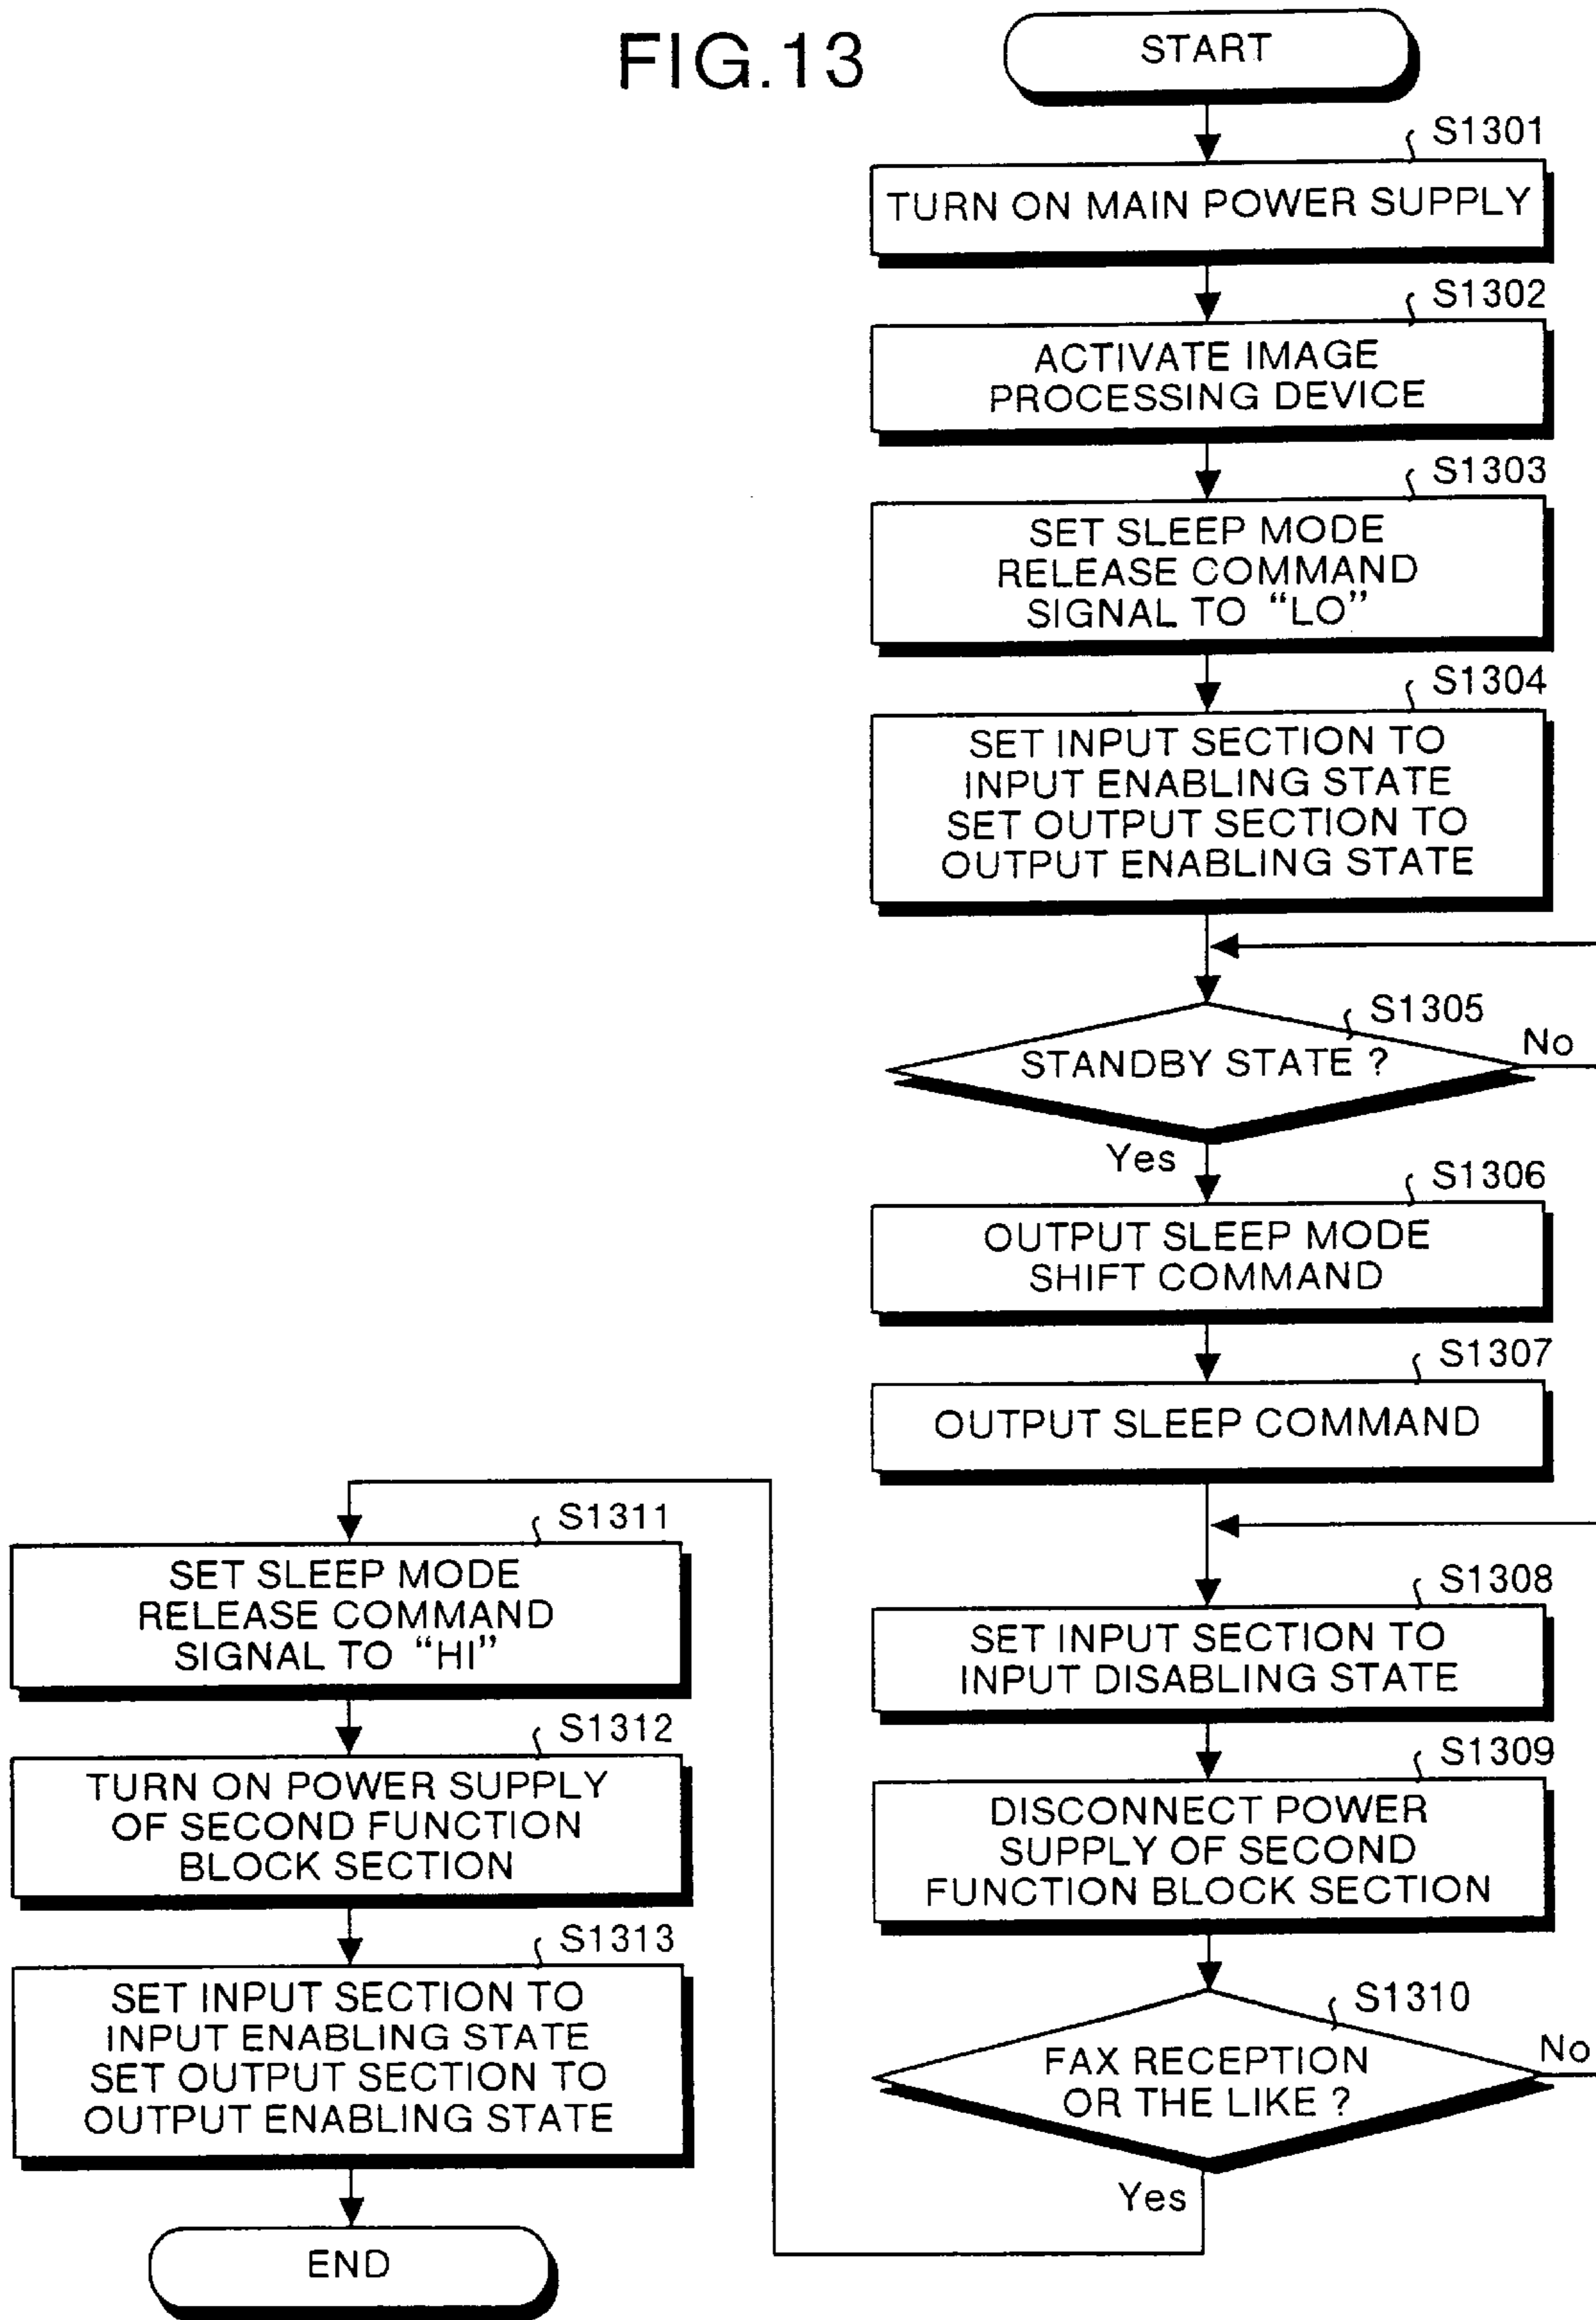 FIG.13
START
S1301
TURN ON MAIN POWER SUPPLY
S1302
ACTIVATE IMAGE
PROCESSING DEVICE
S1303
SET SLEEP MODE
RELEASE COMMAND
SIGNAL TO “LO”
S1304
SET INPUT SECTION TO
INPUT ENABLING STATE
SET OUTPUT SECTION TO
OUTPUT ENABLING STATE
S1305
STANDBY STATE ?
No
Yes
S1306
OUTPUT SLEEP MODE
SHIFT COMMAND
S1307
OUTPUT SLEEP COMMAND
S1308
SET INPUT SECTION TO
INPUT DISABLING STATE
S1309
DISCONNECT POWER
SUPPLY OF SECOND
FUNCTION BLOCK SECTION
S1310
FAX RECEPTION
OR THE LIKE ?
No
Yes
S1311
SET SLEEP MODE
RELEASE COMMAND
SIGNAL TO “HI”
S1312
TURN ON POWER SUPPLY
OF SECOND FUNCTION
BLOCK SECTION
S1313
SET INPUT SECTION TO
INPUT ENABLING STATE
SET OUTPUT SECTION TO
OUTPUT ENABLING STATE
END